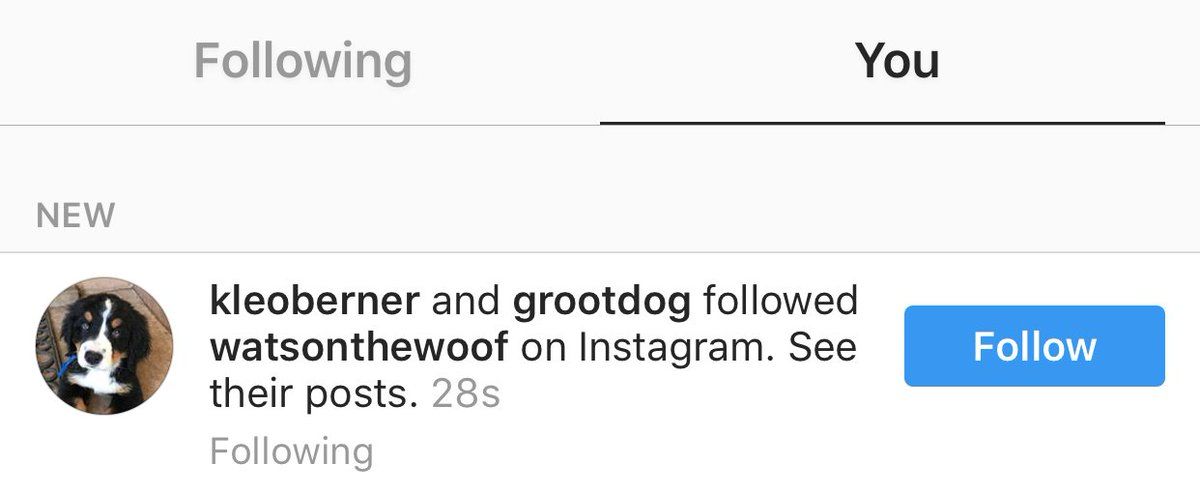 Following
You
NEW
kleoberner and grootdog followed
watsonthewoof on Instagram. See
their posts. 28s
Following
Follow